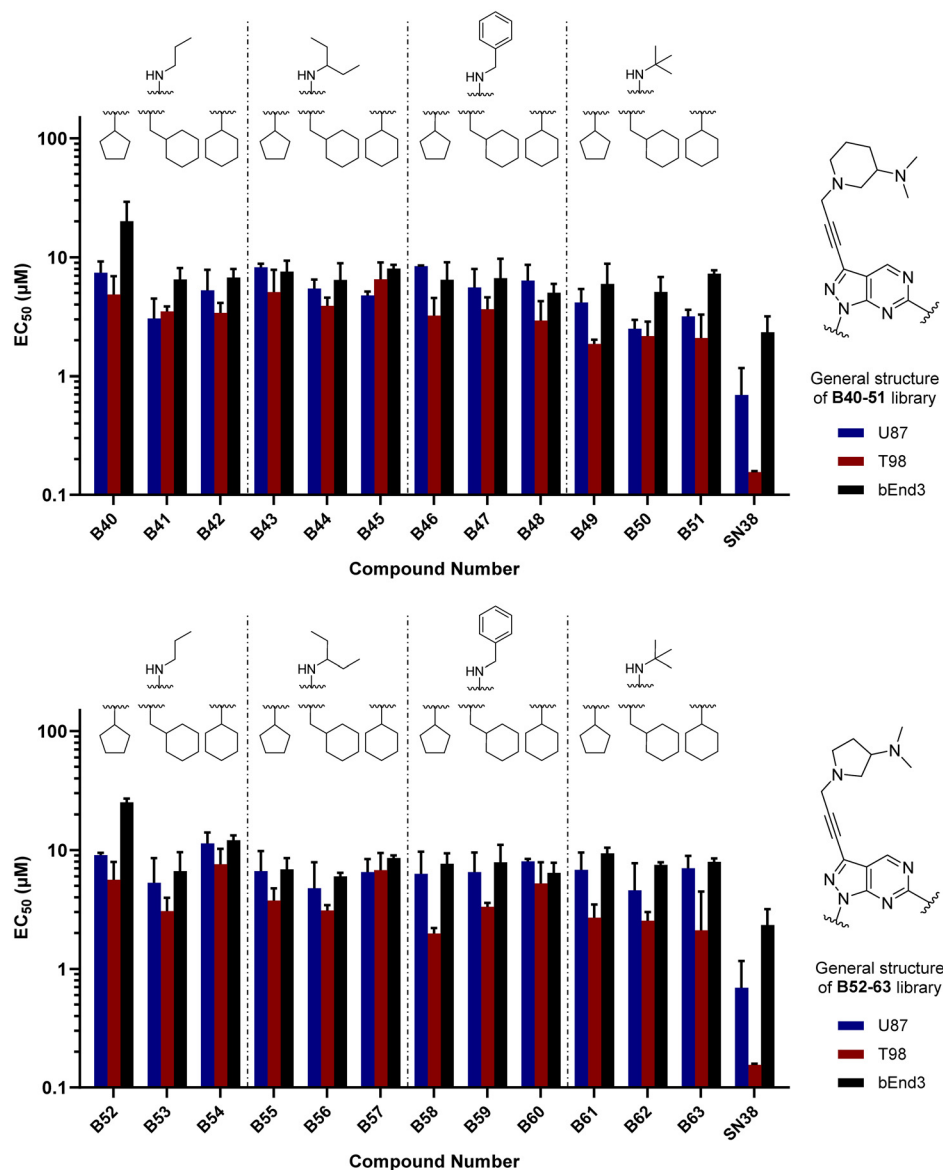 HN
HN
HN
HN
100
10
1
0.1
EC50 (µM)
B40 B41 B42 B43 B44 B45 B46 B47 B48 B49 B50 B51 SN38
Compound Number
N
N
N
N
N
N
N
General structure
of B40-51 library
U87
T98
bEnd3
HN
HN
HN
HN
100
10
1
0.1
EC50 (µM)
B52 B53 B54 B55 B56 B57 B58 B59 B60 B61 B62 B63 SN38
Compound Number
N
N
N
N
N
N
General structure
of B52-63 library
U87
T98
bEnd3